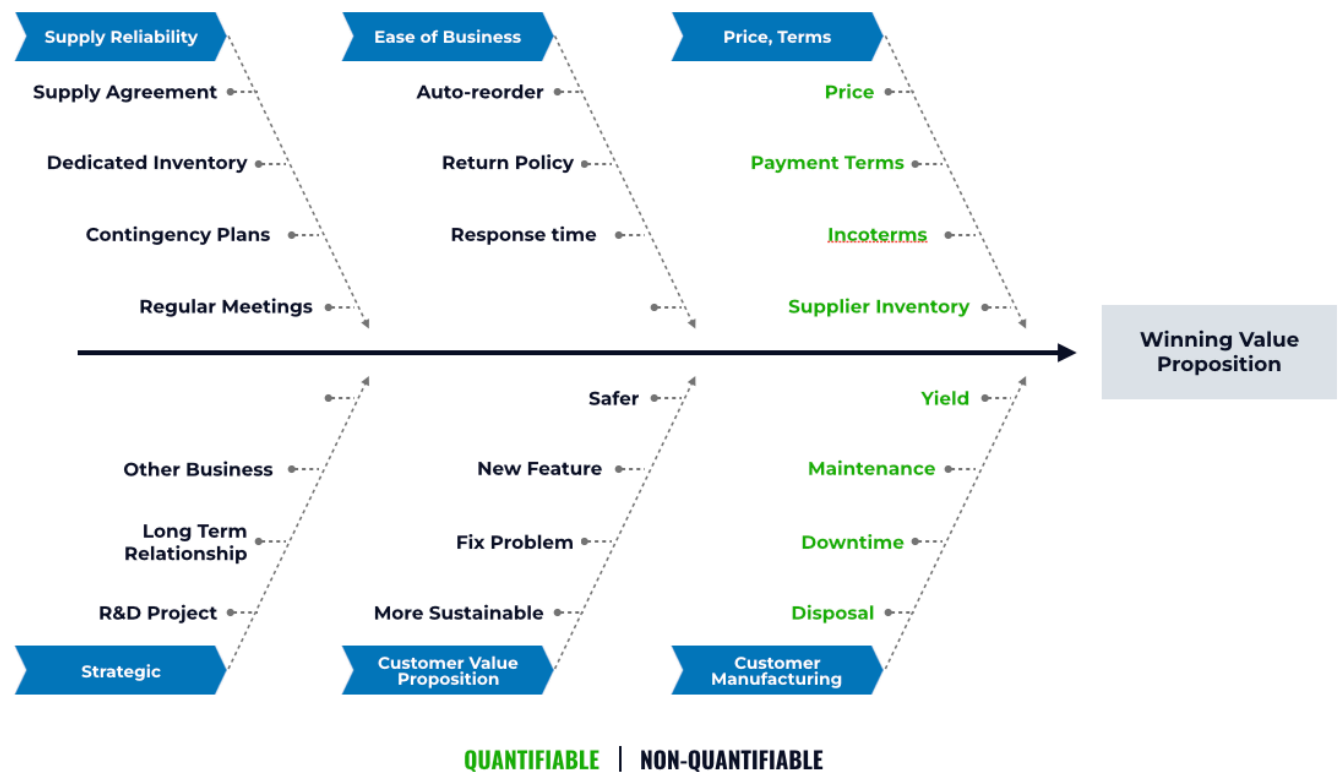 Supply Reliability
Ease of Business
Price, Terms
Supply Agreement
Auto-reorder
Price
Dedicated Inventory
Return Policy
Payment Terms
Contingency Plans
Response time
Incoterms
Regular Meetings
Supplier Inventory
Winning Value
Proposition
Safer
Yield
Other Business
New Feature
Maintenance
Long Term
Relationship
Fix Problem
Downtime
R&D Project
More Sustainable
Disposal
Strategic
Customer Value
Proposition
Customer
Manufacturing
QUANTIFIABLE | NON-QUANTIFIABLE